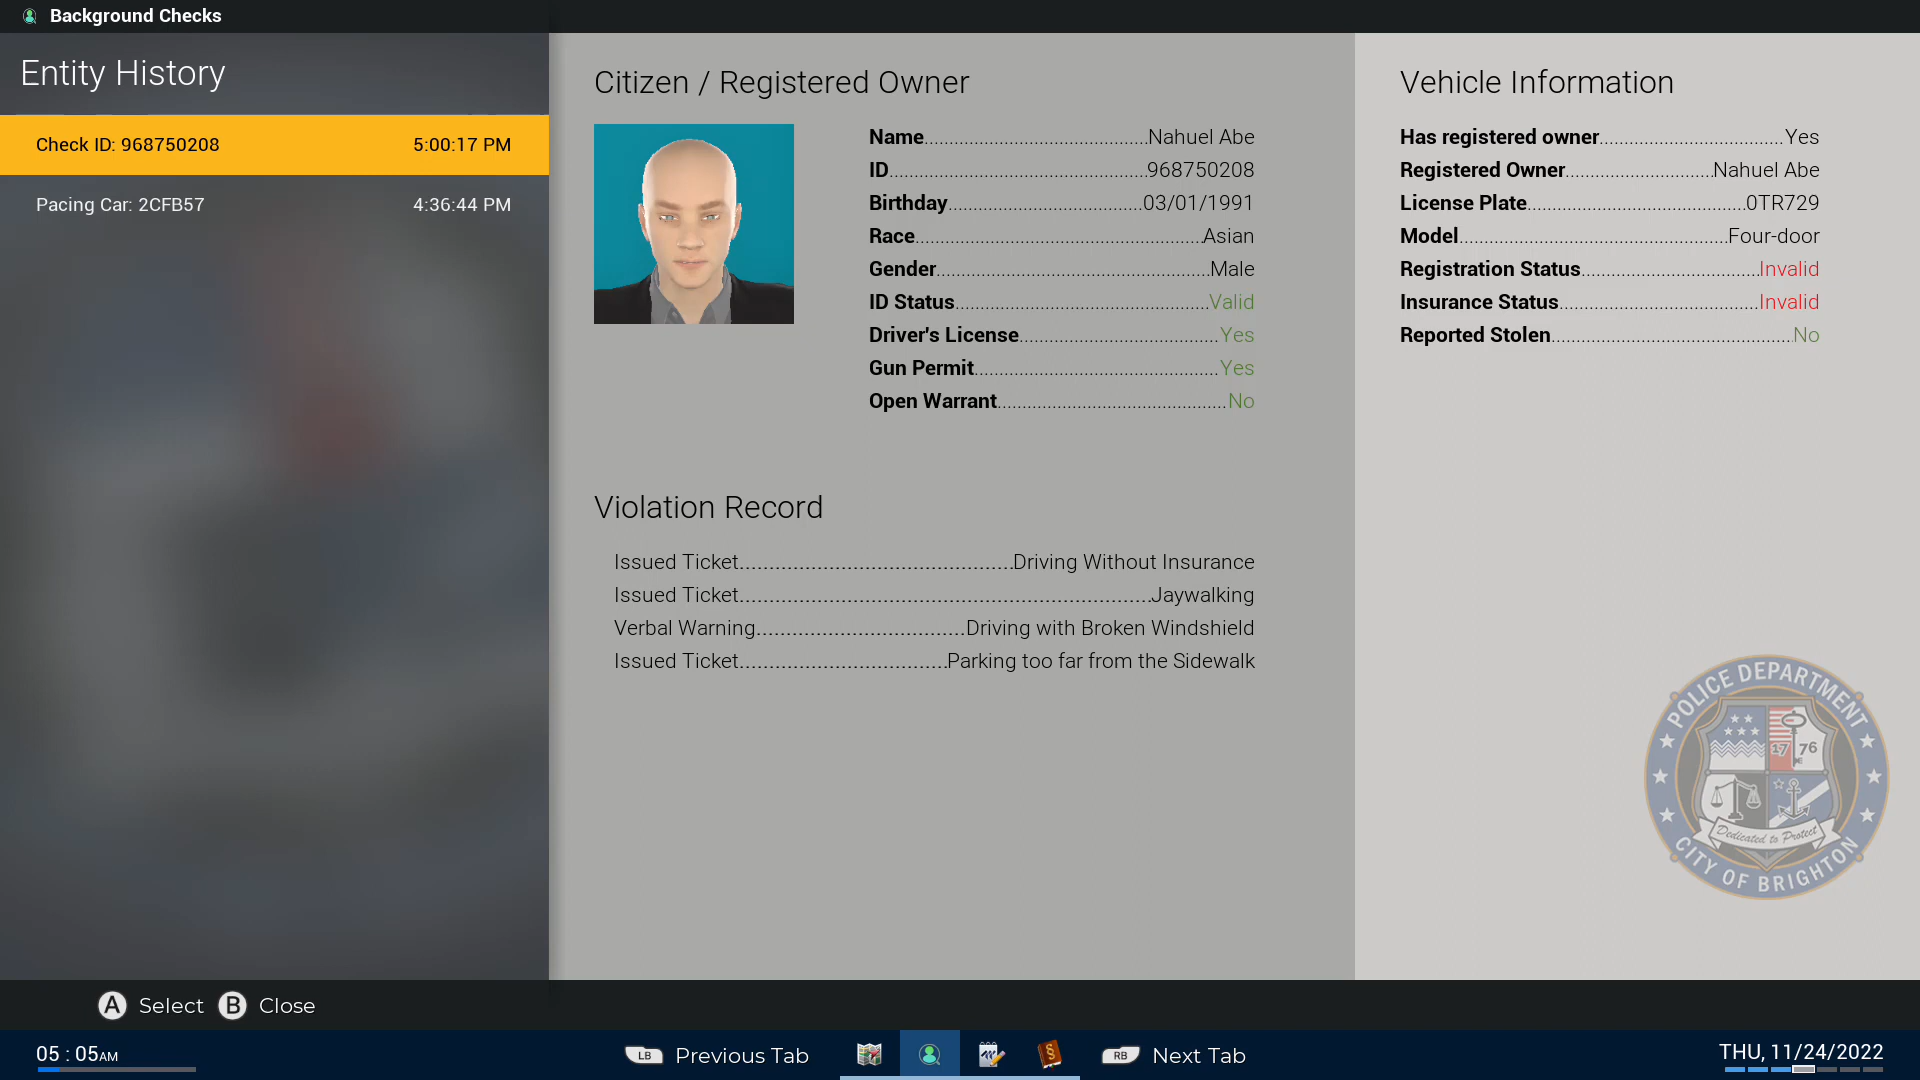 Background Checks
Entity History
Check ID: 968750208 5:00:17 PM
Pacing Car: 2CFB57 4:36:44 PM
Citizen / Registered Owner
Name Nahuel Abe
ID 968750208
Birthday 03/01/1991
Race Asian
Gender Male
ID Status Valid
Driver's License Yes
Gun Permit Yes
Open Warrant No
Violation Record
Issued Ticket Driving Without Insurance
Issued Ticket Jaywalking
Verbal Warning Driving with Broken Windshield
Issued Ticket Parking too far from the Sidewalk
Vehicle Information
Has registered owner Yes
Registered Owner Nahuel Abe
License Plate 0TR729
Model Four-door
Registration Status Invalid
Insurance Status Invalid
Reported Stolen No
POLICE DEPARTMENT
17 76
Dedicated to Protect
CITY OF BRIGHTON
A Select B Close
05 : 05 AM
LB Previous Tab
RB Next Tab
THU, 11/24/2022